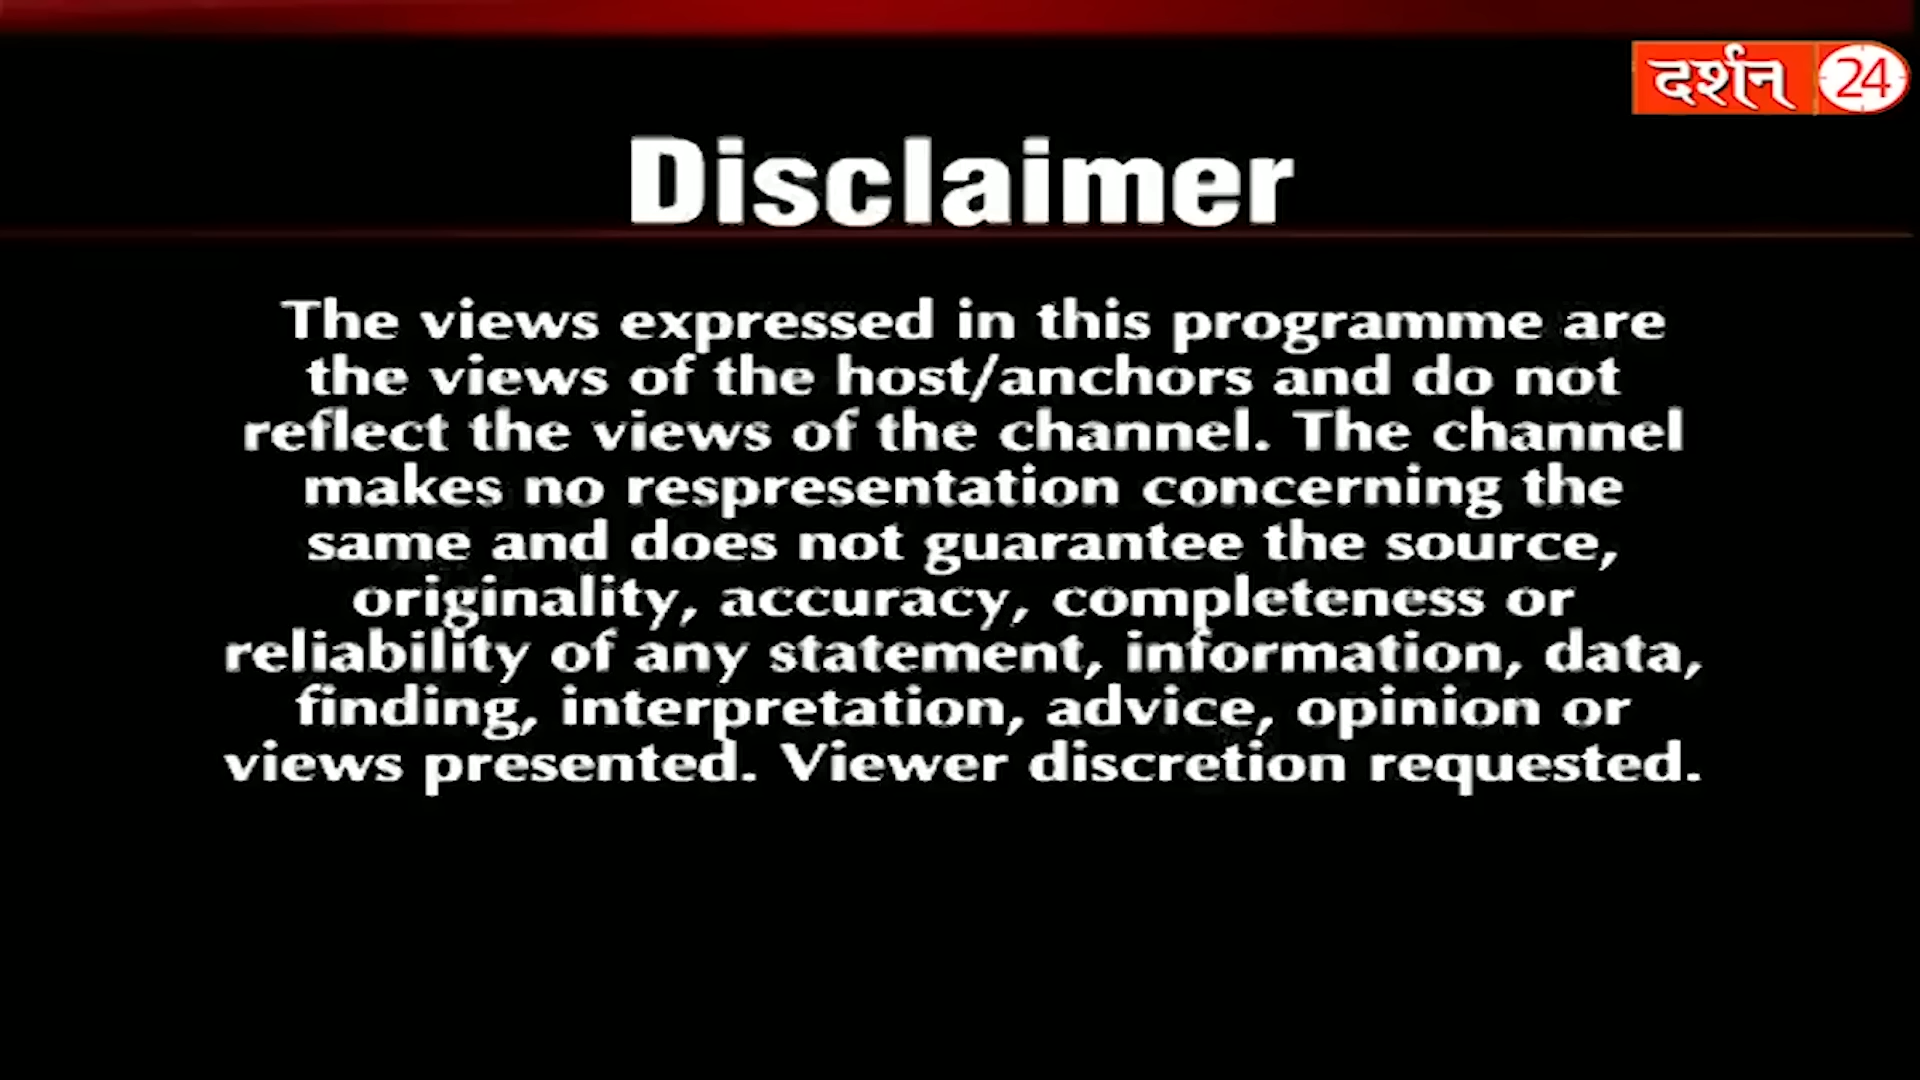 दर्शन 24
Disclaimer
The views expressed in this programme are
the views of the host/anchors and do not
reflect the views of the channel. The channel
makes no respresentation concerning the
same and does not guarantee the source,
originality, accuracy, completeness or
reliability of any statement, information, data,
finding, interpretation, advice, opinion or
views presented. Viewer discretion requested.